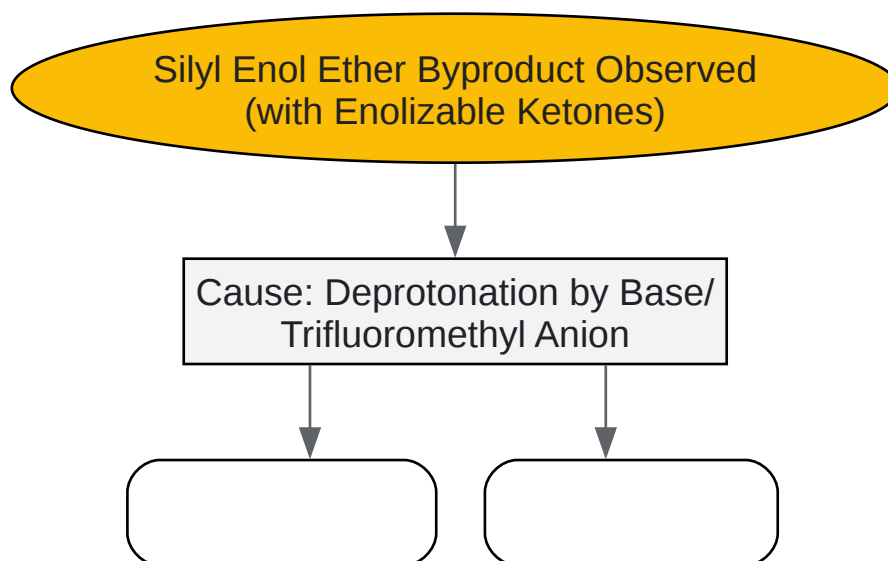 Silyl Enol Ether Byproduct Observed
(with Enolizable Ketones)
Cause: Deprotonation by Base/
Trifluoromethyl Anion